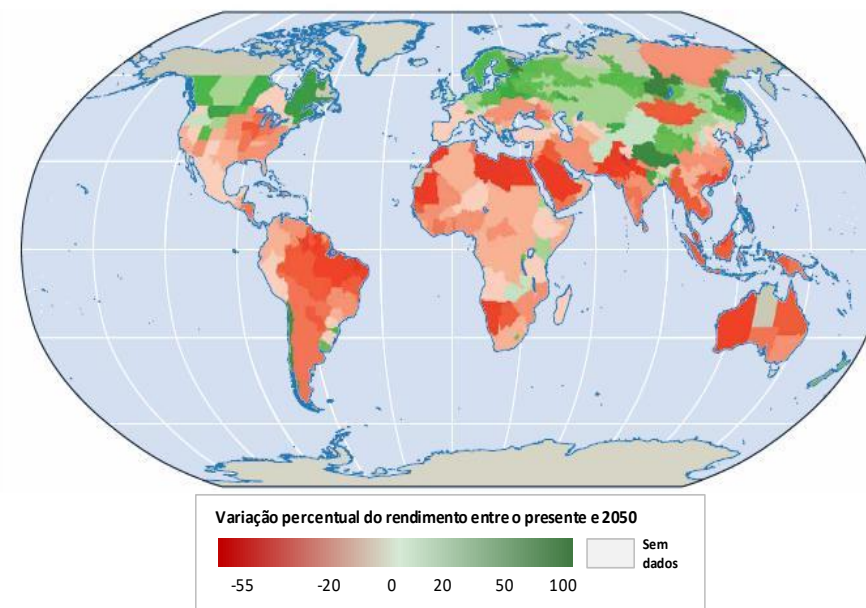 Variação percentual do rendimento entre o presente e 2050
Sem
dados
-55 -20 0 20 50 100